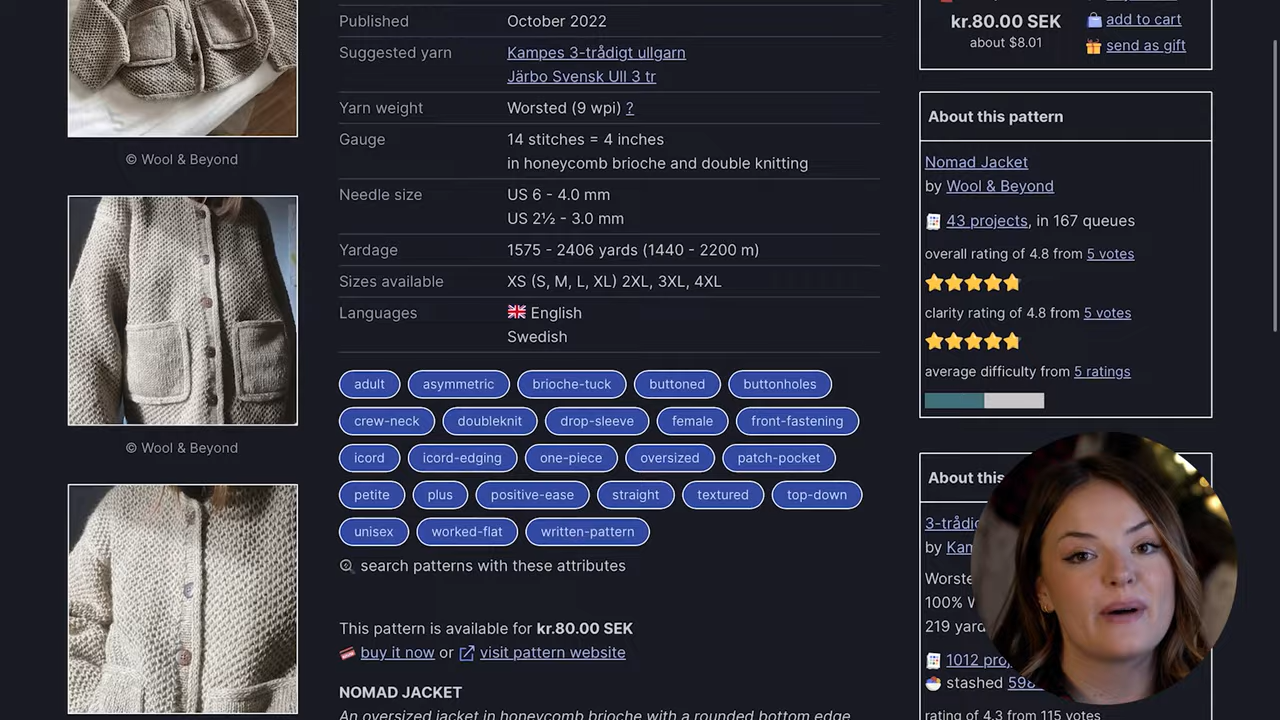 © Wool & Beyond
© Wool & Beyond
Published October 2022
Suggested yarn Kampes 3-trådigt ullgarn
Järbo Svensk Ull 3 tr
Yarn weight Worsted (9 wpi) ?
Gauge 14 stitches = 4 inches
in honeycomb brioche and double knitting
Needle size US 6 - 4.0 mm
US 2½ - 3.0 mm
Yardage 1575 - 2406 yards (1440 - 2200 m)
Sizes available XS (S, M, L, XL) 2XL, 3XL, 4XL
Languages English
Swedish
adult asymmetric brioche-tuck buttoned buttonholes
crew-neck doubleknit drop-sleeve female front-fastening
icord icord-edging one-piece oversized patch-pocket
petite plus positive-ease straight textured top-down
unisex worked-flat written-pattern
search patterns with these attributes
This pattern is available for kr.80.00 SEK
buy it now or visit pattern website
NOMAD JACKET
An oversized jacket in honeycomb brioche with a rounded bottom edge
kr.80.00 SEK
about $8.01
add to cart
send as gift
About this pattern
Nomad Jacket
by Wool & Beyond
43 projects, in 167 queues
overall rating of 4.8 from 5 votes
clarity rating of 4.8 from 5 votes
average difficulty from 5 ratings
About this
3-trådig
by Kam
Worste
100% W
219 yard
1012 proj
stashed 598
rating of 4.3 from 115 votes